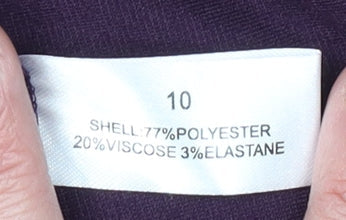 10
SHELL:77%POLYESTER
20%VISCOSE 3%ELASTANE